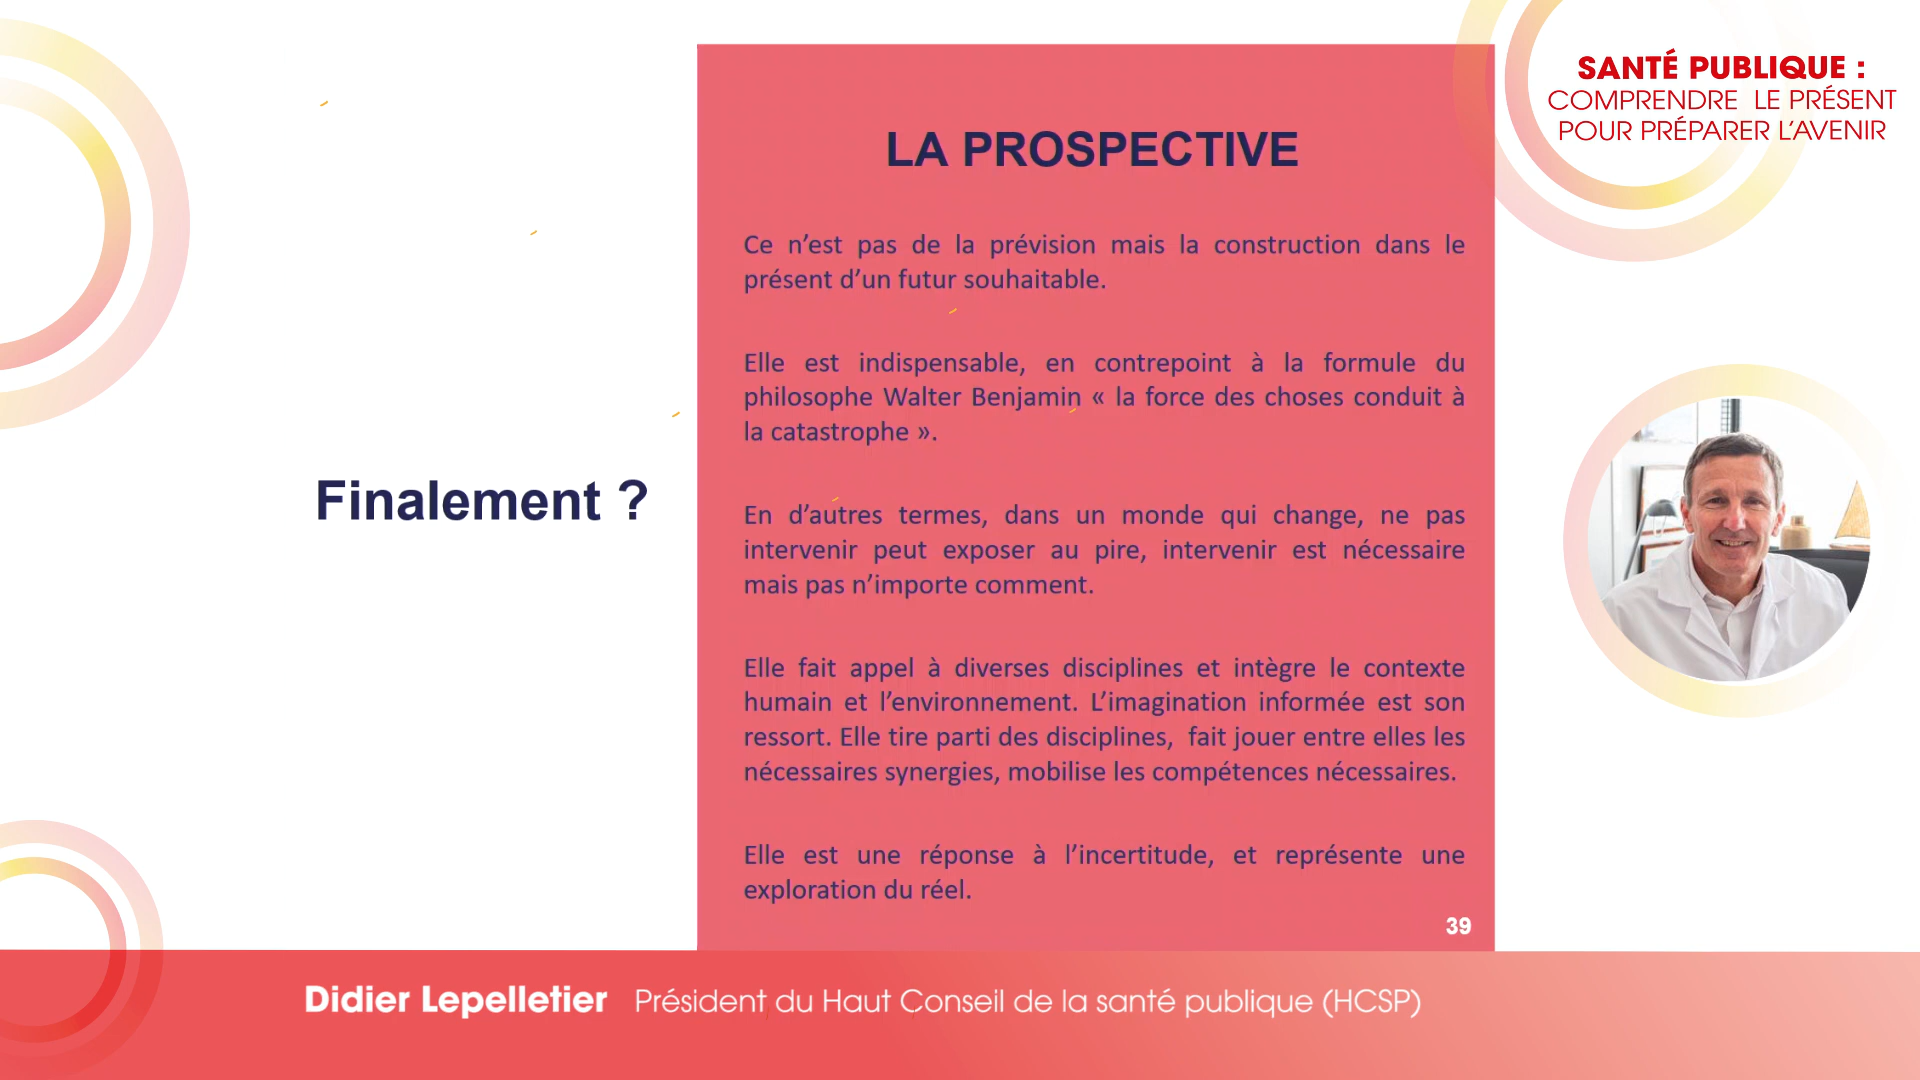 SANTÉ PUBLIQUE :
COMPRENDRE LE PRÉSENT
POUR PRÉPARER L'AVENIR
Finalement ?
LA PROSPECTIVE
Ce n’est pas de la prévision mais la construction dans le
présent d’un futur souhaitable.
Elle est indispensable, en contrepoint à la formule du
philosophe Walter Benjamin « la force des choses conduit à
la catastrophe ».
En d’autres termes, dans un monde qui change, ne pas
intervenir peut exposer au pire, intervenir est nécessaire
mais pas n’importe comment.
Elle fait appel à diverses disciplines et intègre le contexte
humain et l’environnement. L’imagination informée est son
ressort. Elle tire parti des disciplines, fait jouer entre elles les
nécessaires synergies, mobilise les compétences nécessaires.
Elle est une réponse à l’incertitude, et représente une
exploration du réel.
39
Didier Lepelletier Président du Haut Conseil de la santé publique (HCSP)